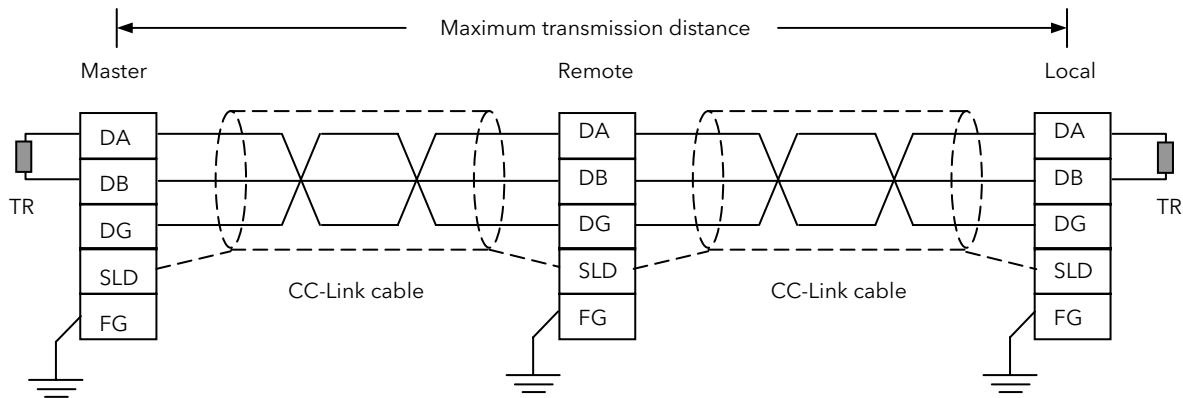 Maximum transmission distance
Master
Remote
Local
DA
DB
DG
SLD
FG
TR
CC-Link cable
DA
DB
DG
SLD
FG
CC-Link cable
DA
DB
DG
SLD
FG
TR